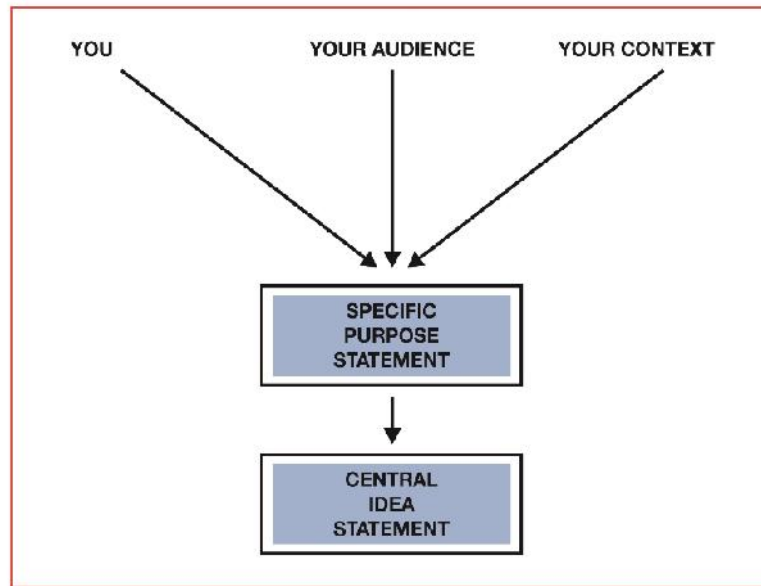 YOU YOUR AUDIENCE YOUR CONTEXT
SPECIFIC
PURPOSE
STATEMENT
CENTRAL
IDEA
STATEMENT